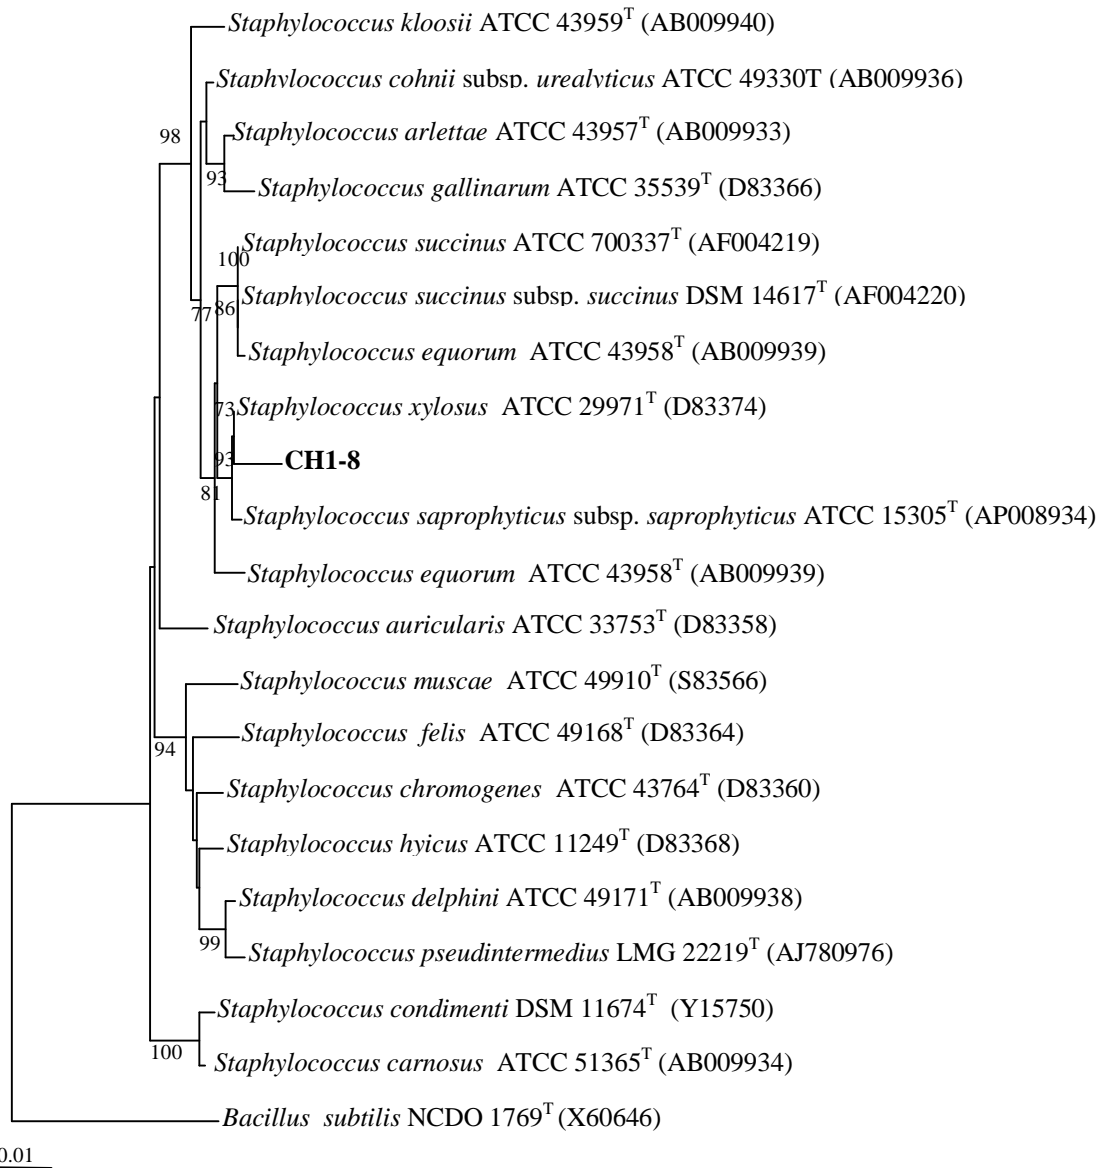 Staphylococcus kloosii ATCC 43959T (AB009940)
Staphylococcus cohnii subsp. urealyticus ATCC 49330T (AB009936)
98
Staphylococcus arlettae ATCC 43957T (AB009933)
93
Staphylococcus gallinarum ATCC 35539T (D83366)
Staphylococcus succinus ATCC 700337T (AF004219)
100
Staphylococcus succinus subsp. succinus DSM 14617T (AF004220)
77
86
Staphylococcus equorum ATCC 43958T (AB009939)
73
Staphylococcus xylosus ATCC 29971T (D83374)
93
CH1-8
81
Staphylococcus saprophyticus subsp. saprophyticus ATCC 15305T (AP008934)
Staphylococcus equorum ATCC 43958T (AB009939)
Staphylococcus auricularis ATCC 33753T (D83358)
Staphylococcus muscae ATCC 49910T (S83566)
Staphylococcus felis ATCC 49168T (D83364)
94
Staphylococcus chromogenes ATCC 43764T (D83360)
Staphylococcus hyicus ATCC 11249T (D83368)
Staphylococcus delphini ATCC 49171T (AB009938)
99
Staphylococcus pseudintermedius LMG 22219T (AJ780976)
Staphylococcus condimenti DSM 11674T (Y15750)
100
Staphylococcus carnosus ATCC 51365T (AB009934)
Bacillus subtilis NCDO 1769T (X60646)
0.01